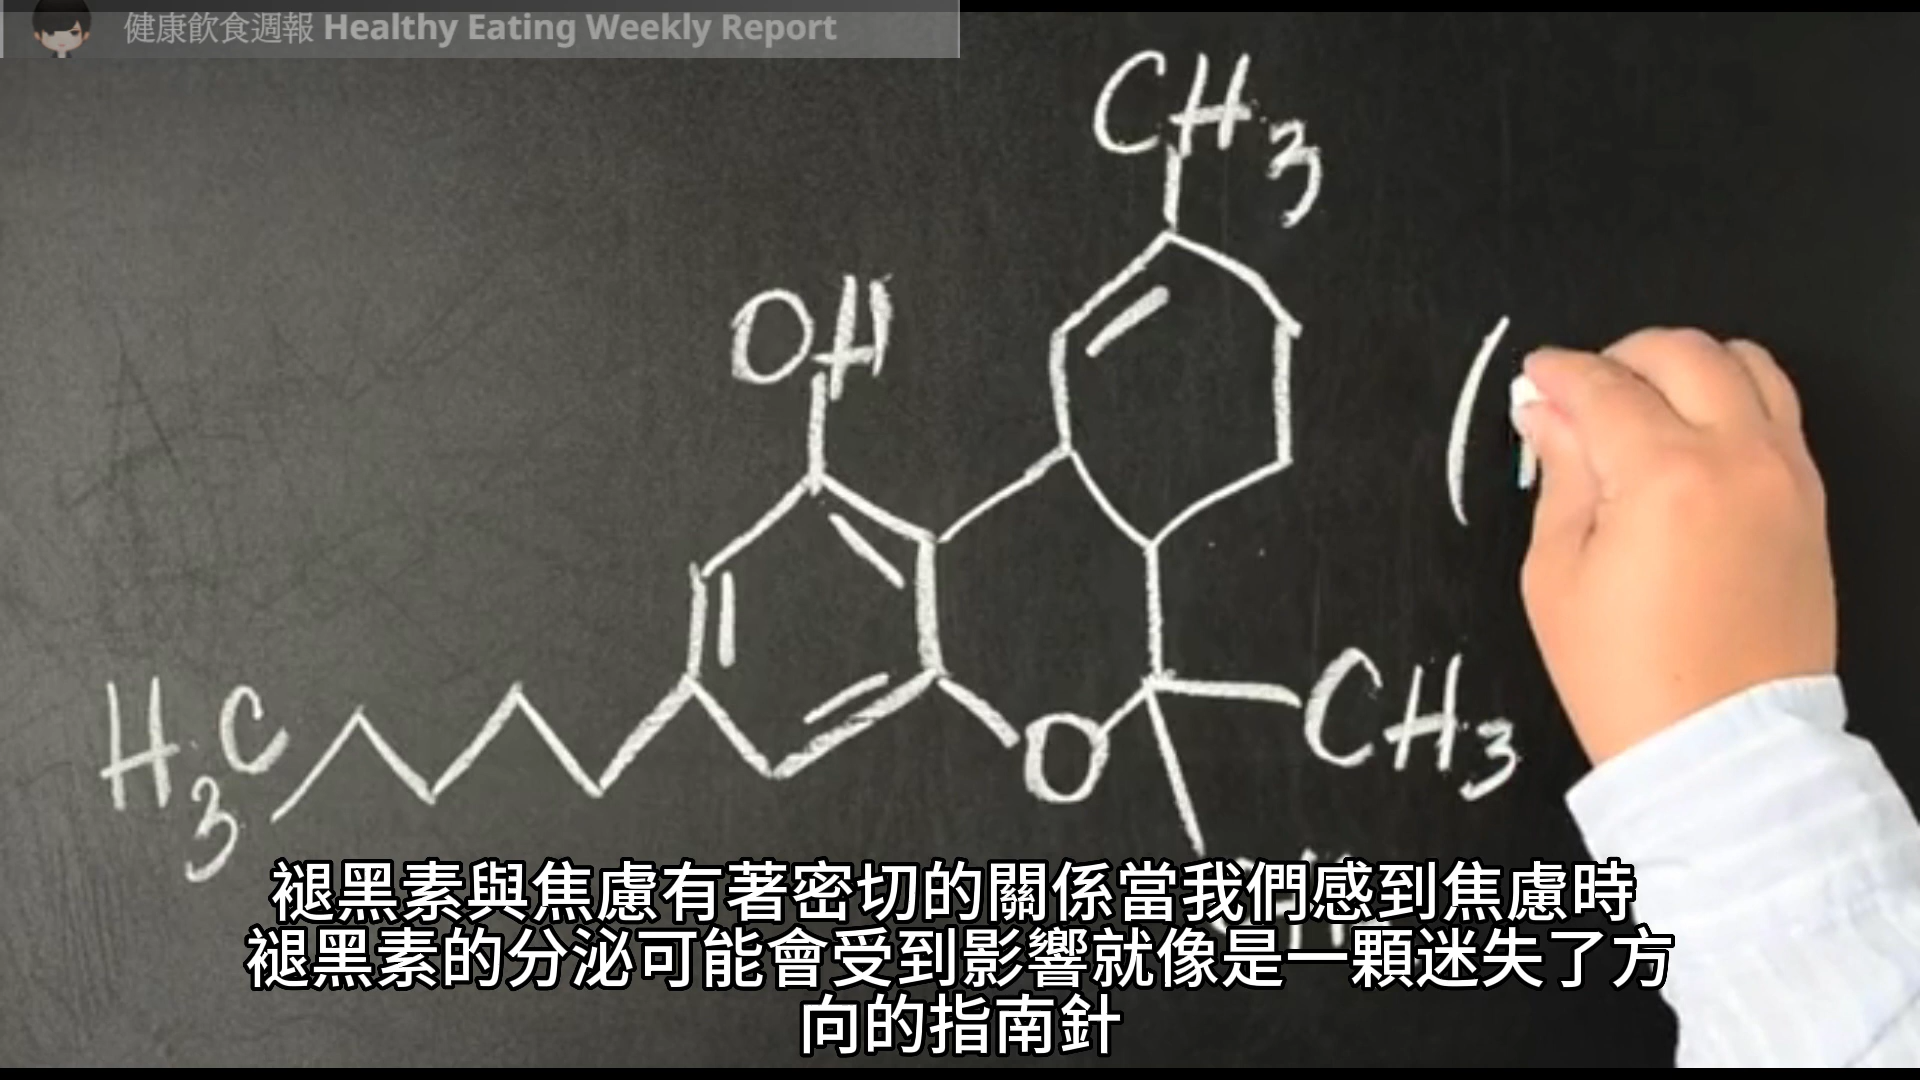 健康飲食週報 Healthy Eating Weekly Report
CH3
OH
(
H3C
O
CH3
褪黑素與焦慮有著密切的關係當我們感到焦慮時
褪黑素的分泌可能會受到影響就像是一顆迷失了方
向的指南針